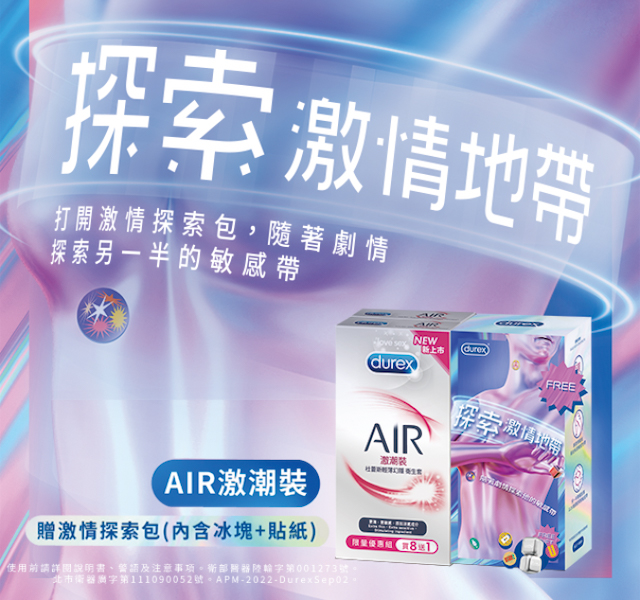 探索激情地帶
打開激情探索包，隨著劇情
探索另一半的敏感帶
AIR
AIR
durex
NEW
新上市
durex
durex
FREE
AIR
激潮裝
探索激情地帶
限量優惠組 買8送1
AIR激潮裝
贈激情探索包(內含冰塊+貼紙)
使用前請詳閱說明書、警語及注意事項。衛部醫器陸輸字第001273號。
北市衛器廣字第111090052號。APM-2022-DurexSep02。